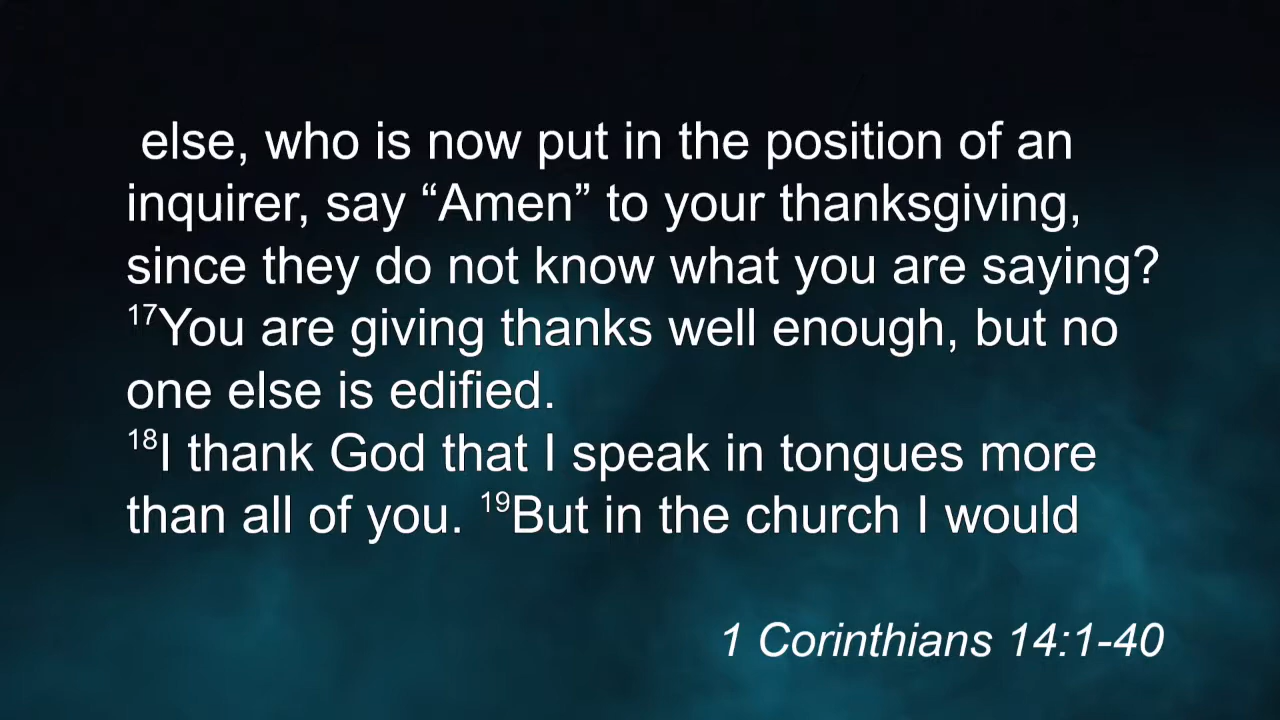 else, who is now put in the position of an
inquirer, say “Amen” to your thanksgiving,
since they do not know what you are saying?
17You are giving thanks well enough, but no
one else is edified.
18I thank God that I speak in tongues more
than all of you. 19But in the church I would
1 Corinthians 14:1-40